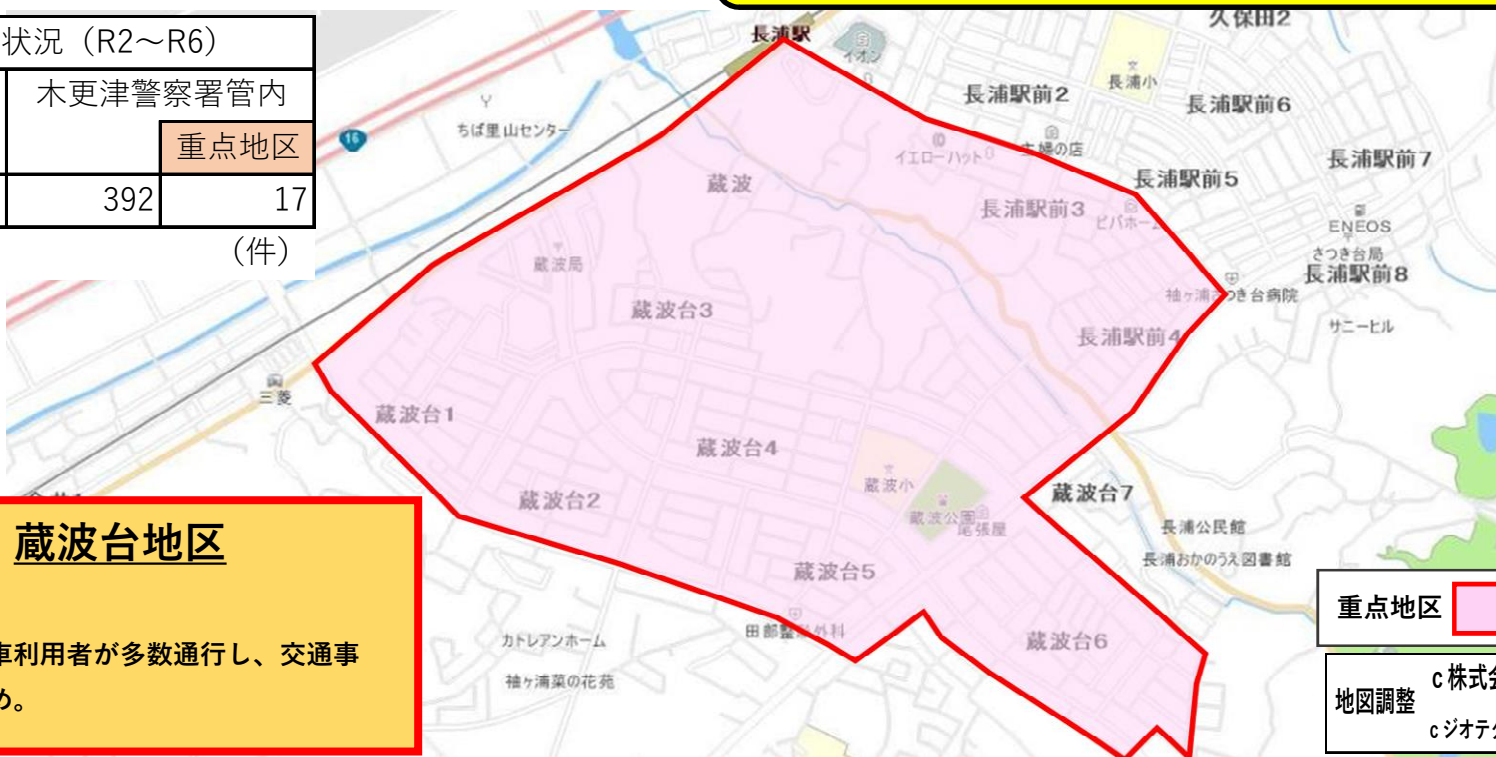 状況（R2～R6）
木更津警察署管内
重点地区
392
17
（件）
久保田2
長浦駅
イオン
長浦駅前2
長浦小
長浦駅前6
16
ちば里山センター
イエローハット
主婦の店
長浦駅前7
長浦駅前5
蔵波
長浦駅前3
ビバホーム
ENEOS
さつき台局
長浦駅前8
蔵波局
袖ヶ浦さつき台病院
蔵波台3
サニーヒル
長浦駅前4
三菱
蔵波台1
蔵波台4
蔵波小
蔵波台7
蔵波台2
蔵波公園
尾張屋
長浦公民館
長浦おかのうえ図書館
蔵波台5
蔵波台地区
車利用者が多数通行し、交通事
め。
カトレアンホーム
田部整形外科
蔵波台6
袖ヶ浦菜の花苑
重点地区
地図調整
c株式会
cジオテク